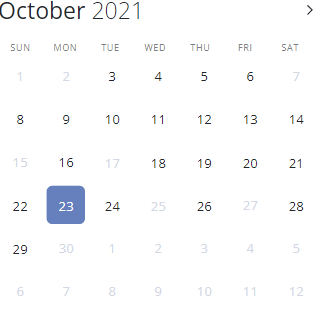 October 2021
SUN MON TUE WED THU FRI SAT
1 2 3 4 5 6 7
8 9 10 11 12 13 14
15 16 17 18 19 20 21
22 23 24 25 26 27 28
29 30 1 2 3 4 5
6 7 8 9 10 11 12